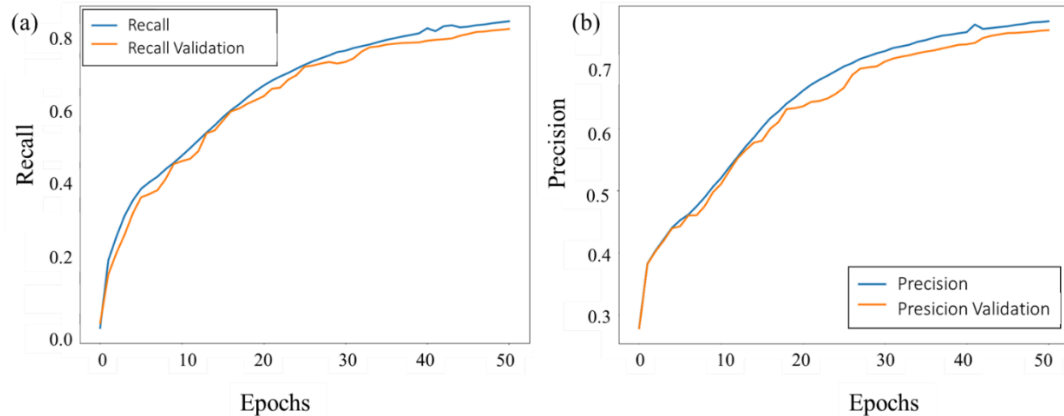 (a)
Recall
Recall Validation
Recall
0.8
0.6
0.4
0.2
0.0
0
10
20
30
40
50
Epochs
(b)
Precision
0.7
0.6
0.5
0.4
0.3
Precision
Presicion Validation
0
10
20
30
40
50
Epochs